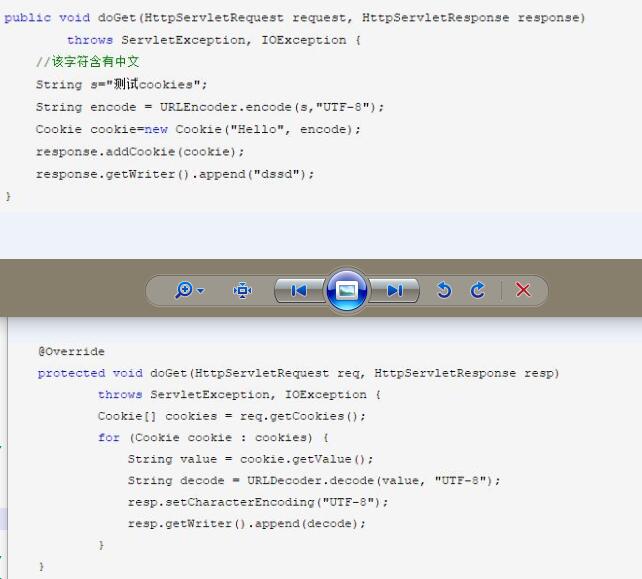 public void doGet(HttpServletRequest request, HttpServletResponse response)
throws ServletException, IOException {
//该字符含有中文
String s="测试cookies";
String encode = URLEncoder.encode(s,"UTF-8");
Cookie cookie=new Cookie("Hello", encode);
response.addCookie(cookie);
response.getWriter().append("dssd");
}
@Override
protected void doGet(HttpServletRequest req, HttpServletResponse resp)
throws ServletException, IOException {
Cookie[] cookies = req.getCookies();
for (Cookie cookie : cookies) {
String value = cookie.getValue();
String decode = URLDecoder.decode(value, "UTF-8");
resp.setCharacterEncoding("UTF-8");
resp.getWriter().append(decode);
}
}